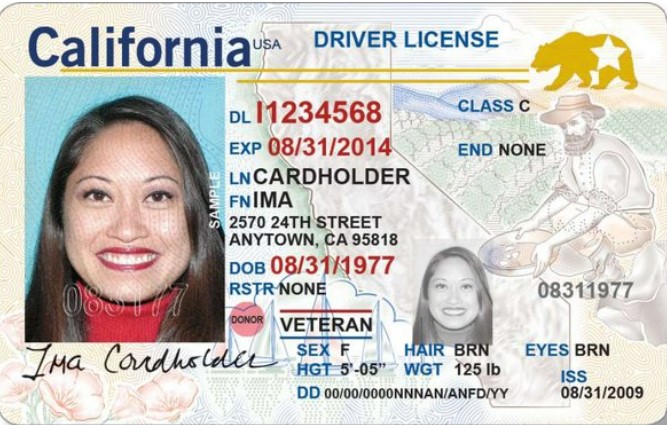 California USA DRIVER LICENSE
DL I1234568 CLASS C
EXP 08/31/2014 END NONE
LN CARDHOLDER
FN IMA
2570 24TH STREET
ANYTOWN, CA 95818
DOB 08/31/1977
RSTR NONE
SAMPLE
08311977
083177
DONOR
VETERAN
Ima Cardholder
SEX F HAIR BRN EYES BRN
HGT 5'-05" WGT 125 lb ISS
DD 00/00/0000NNNAN/ANFD/YY 08/31/2009